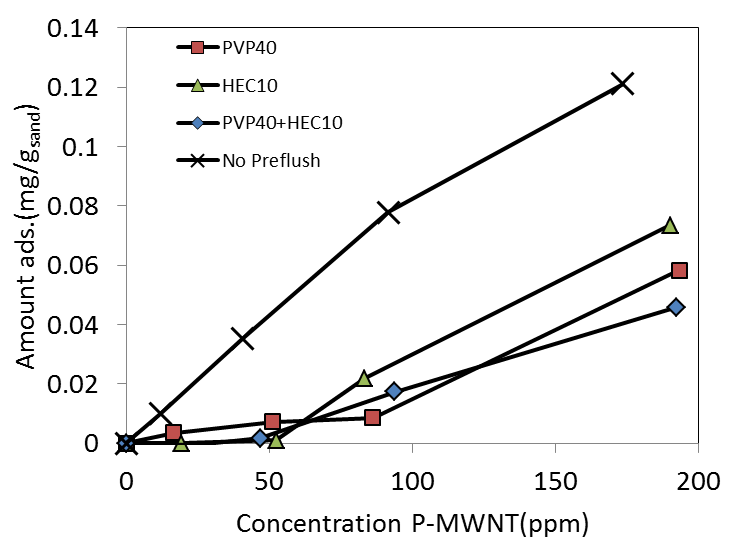 0.14
0.12
0.1
0.08
0.06
0.04
0.02
0
Amount ads.(mg/gsand)
PVP40
HEC10
PVP40+HEC10
No Preflush
0 50 100 150 200
Concentration P-MWNT(ppm)